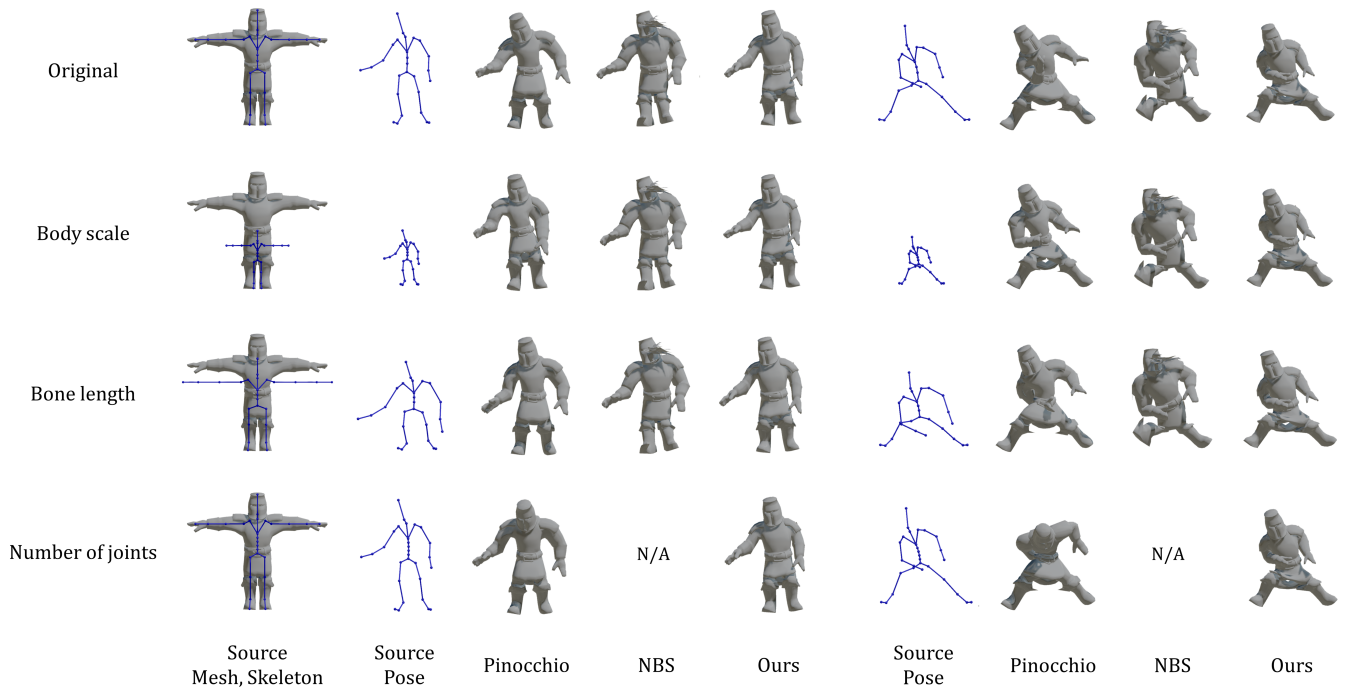 Original
Body scale
Bone length
Number of joints
N/A
N/A
Source
Mesh, Skeleton
Source
Pose
Pinocchio
NBS
Ours
Source
Pose
Pinocchio
NBS
Ours